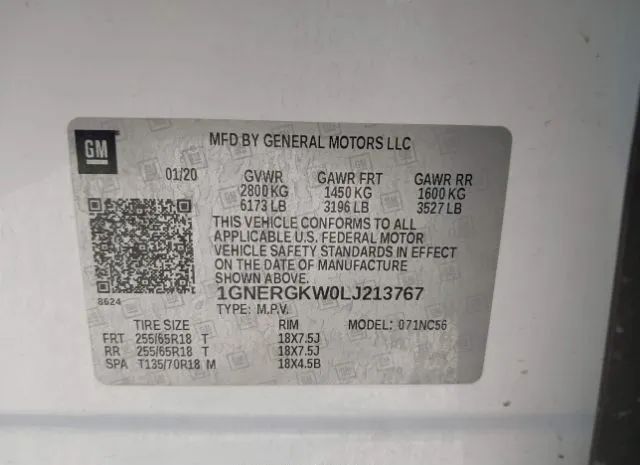 GM
MFD BY GENERAL MOTORS LLC
01/20 GVWR GAWR FRT GAWR RR
2800 KG 1450 KG 1600 KG
6173 LB 3196 LB 3527 LB
THIS VEHICLE CONFORMS TO ALL
APPLICABLE U.S. FEDERAL MOTOR
VEHICLE SAFETY STANDARDS IN EFFECT
ON THE DATE OF MANUFACTURE
SHOWN ABOVE.
8624
1GNERGKW0LJ213767
TYPE: M.P.V.
TIRE SIZE RIM MODEL: 071NC56
FRT 255/65R18 T 18X7.5J
RR 255/65R18 T 18X7.5J
SPA T135/70R18 M 18X4.5B